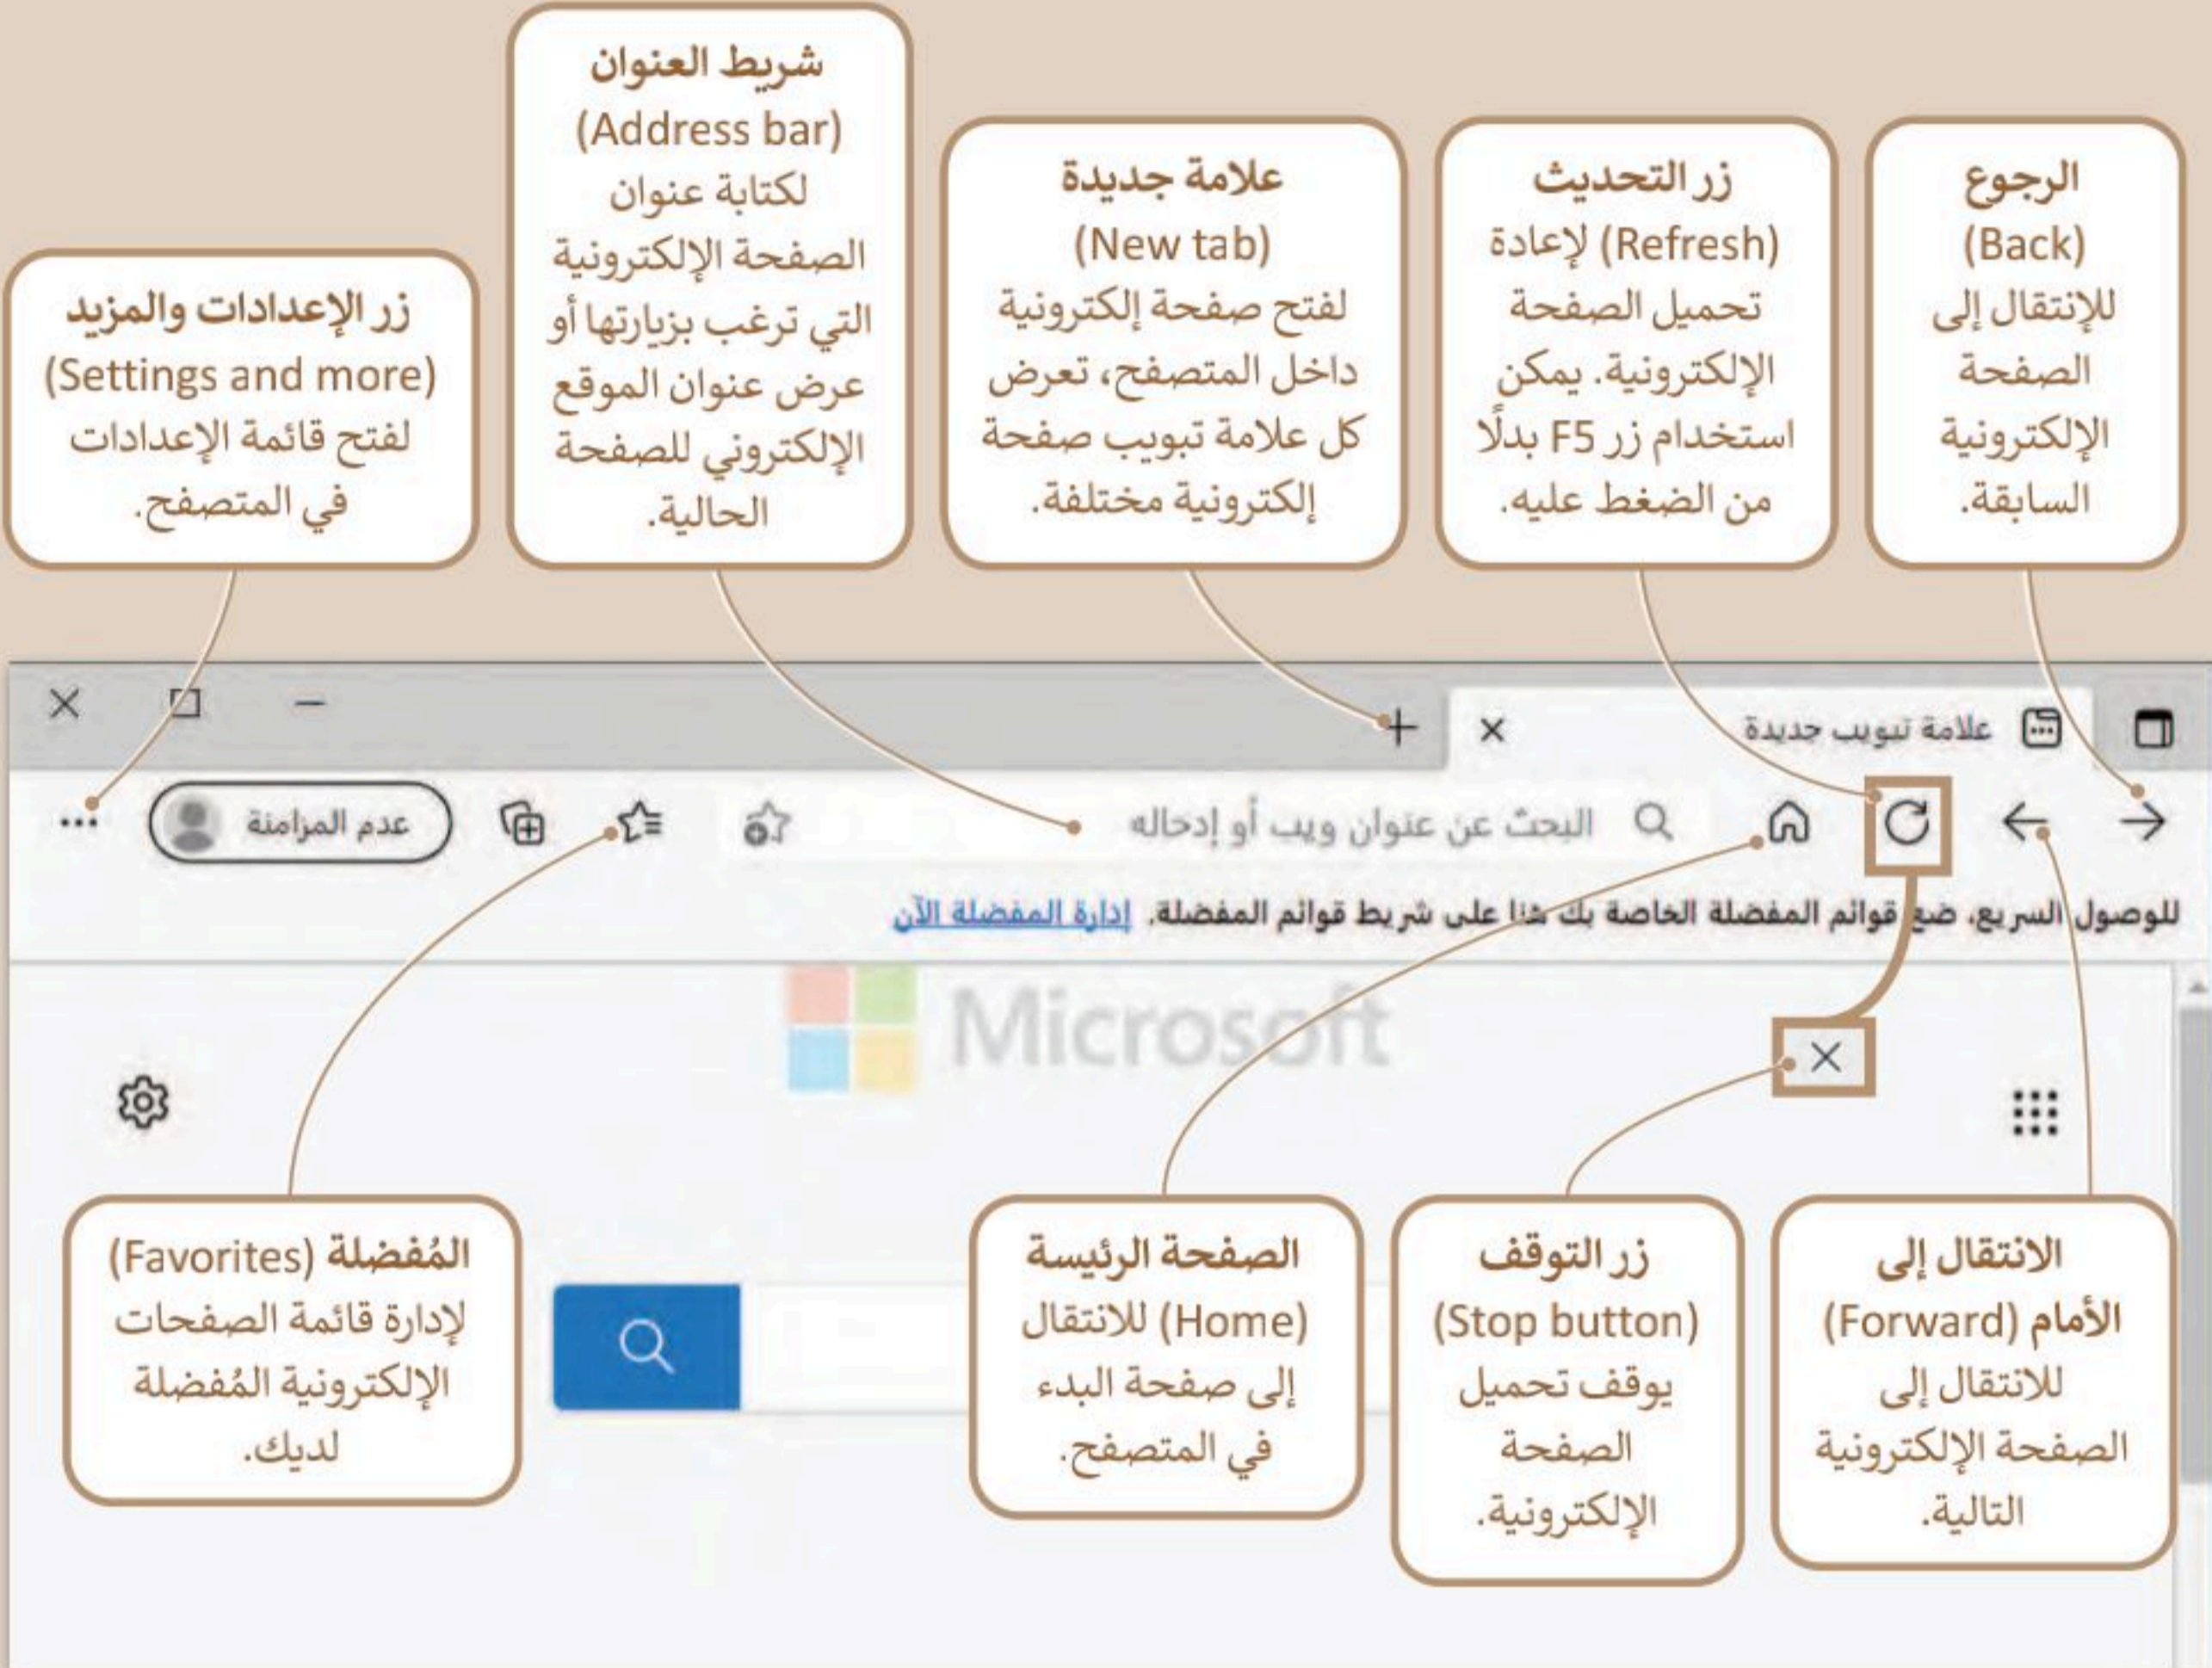 الرجوع
(Back)
للإنتقال إلى
الصفحة
الإلكترونية
السابقة.
زر التحديث
(Refresh) لإعادة
تحميل الصفحة
الإلكترونية. يمكن
استخدام زر F5 بدلًا
من الضغط عليه.
علامة جديدة
(New tab)
لفتح صفحة إلكترونية
داخل المتصفح، تعرض
كل علامة تبويب صفحة
إلكترونية مختلفة.
شريط العنوان
(Address bar)
لكتابة عنوان
الصفحة الإلكترونية
التي ترغب بزيارتها أو
عرض عنوان الموقع
الإلكتروني للصفحة
الحالية.
زر الإعدادات والمزيد
(Settings and more)
لفتح قائمة الإعدادات
في المتصفح.
علامة تبويب جديدة
البحث عن عنوان ويب أو إدخاله
عدم المزامنة
للوصول السريع، ضع قوائم المفضلة الخاصة بك هنا على شريط قوائم المفضلة. إدارة المفضلة الآن
Microsoft
الانتقال إلى
الأمام (Forward)
للانتقال إلى
الصفحة الإلكترونية
التالية.
زر التوقف
(Stop button)
يوقف تحميل
الصفحة
الإلكترونية.
الصفحة الرئيسة
(Home) للانتقال
إلى صفحة البدء
في المتصفح.
المُفضلة (Favorites)
لإدارة قائمة الصفحات
الإلكترونية المُفضلة
لديك.